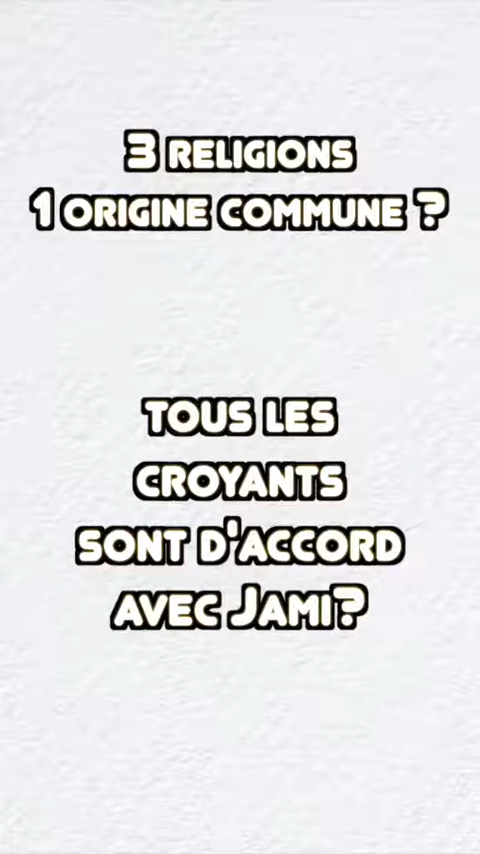 3 RELIGIONS
1 ORIGINE COMMUNE ?
TOUS LES
CROYANTS
SONT D'ACCORD
AVEC JAMI?